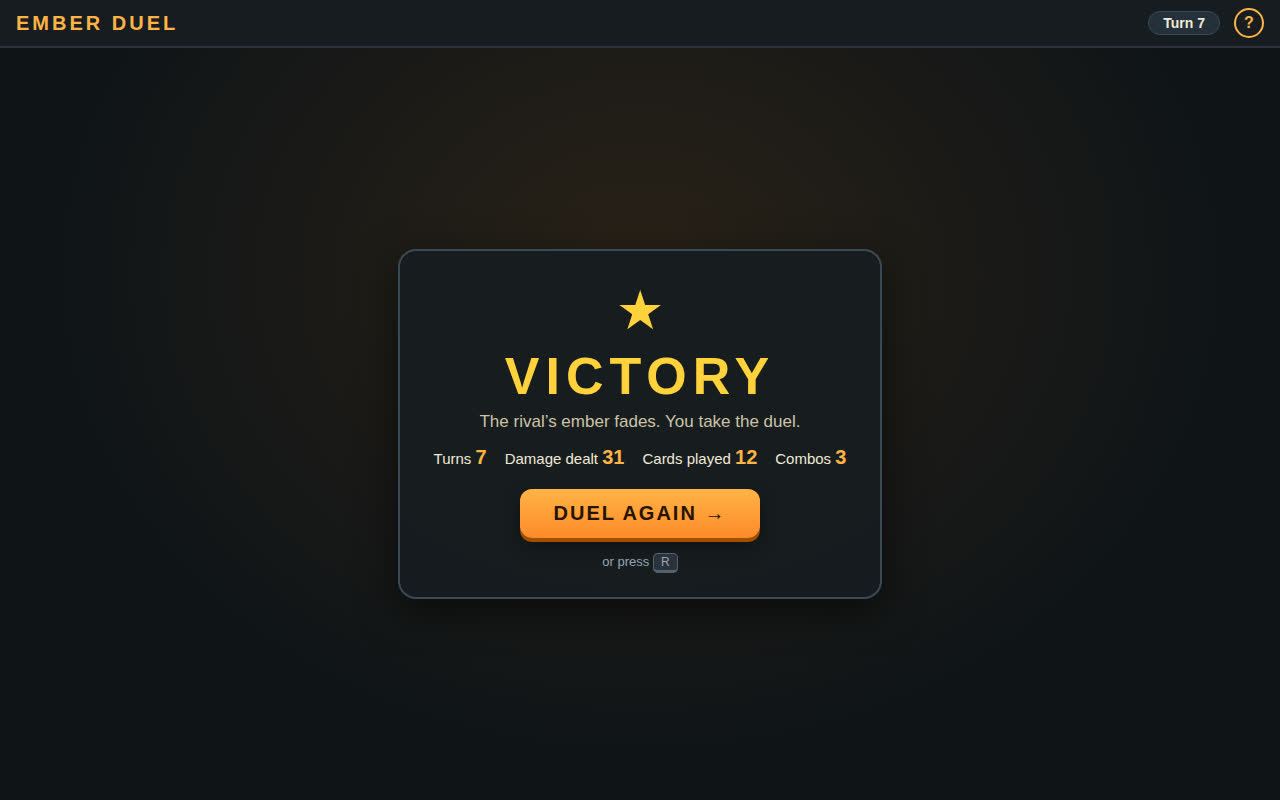 EMBER DUEL
Turn 7
?
VICTORY
The rival's ember fades. You take the duel.
Turns 7 Damage dealt 31 Cards played 12 Combos 3
DUEL AGAIN →
or press R